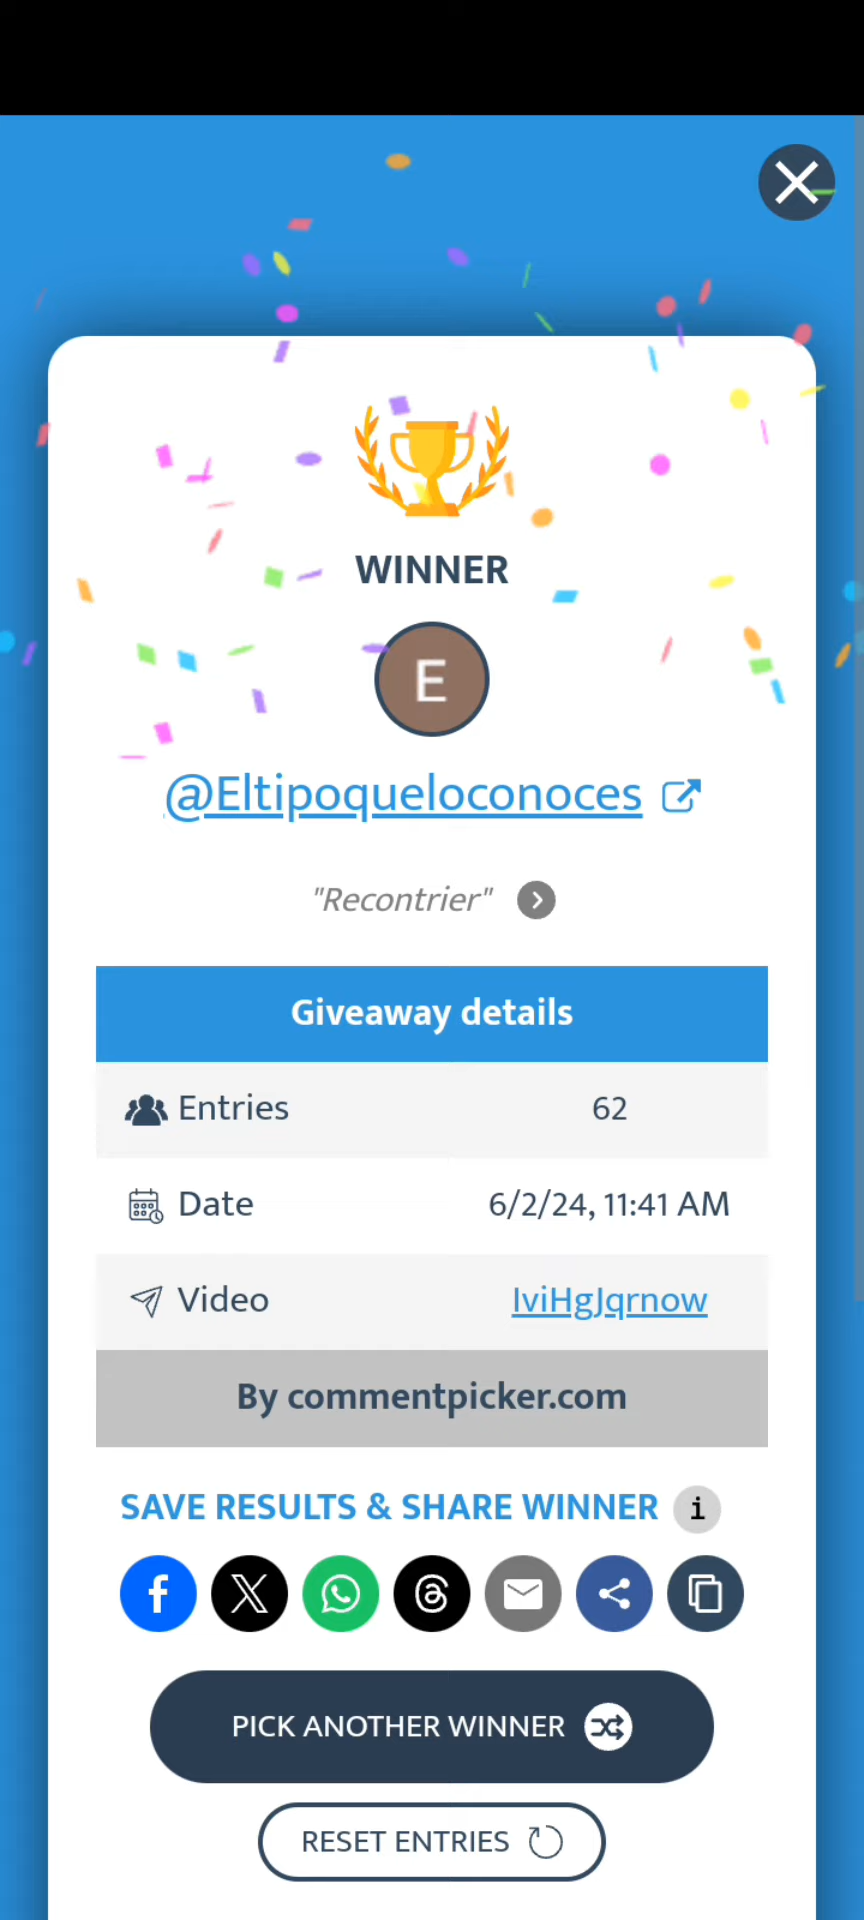 WINNER
E
@Eltipoqueloconoces
"Recontrier"
Giveaway details
Entries 62
Date 6/2/24, 11:41 AM
Video IviHgJqrnow
By commentpicker.com
SAVE RESULTS & SHARE WINNER i
PICK ANOTHER WINNER
RESET ENTRIES